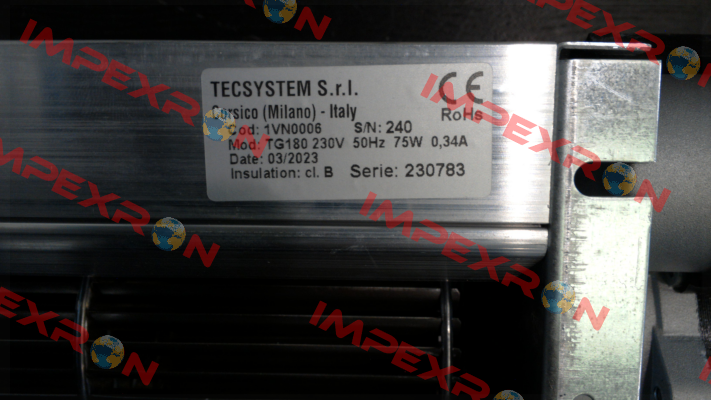 TECSYSTEM S.r.l.
Corsico (Milano) - Italy
CE
RoHs
Cod: 1VN0006 S/N: 240
Mod: TG180 230V 50Hz 75W 0,34A
Date: 03/2023
Insulation: cl. B Serie: 230783
IMPEXRON
IMPEXRON
IMPEXRON
IMPEXRON
IMPEXRON
IMPEXRON